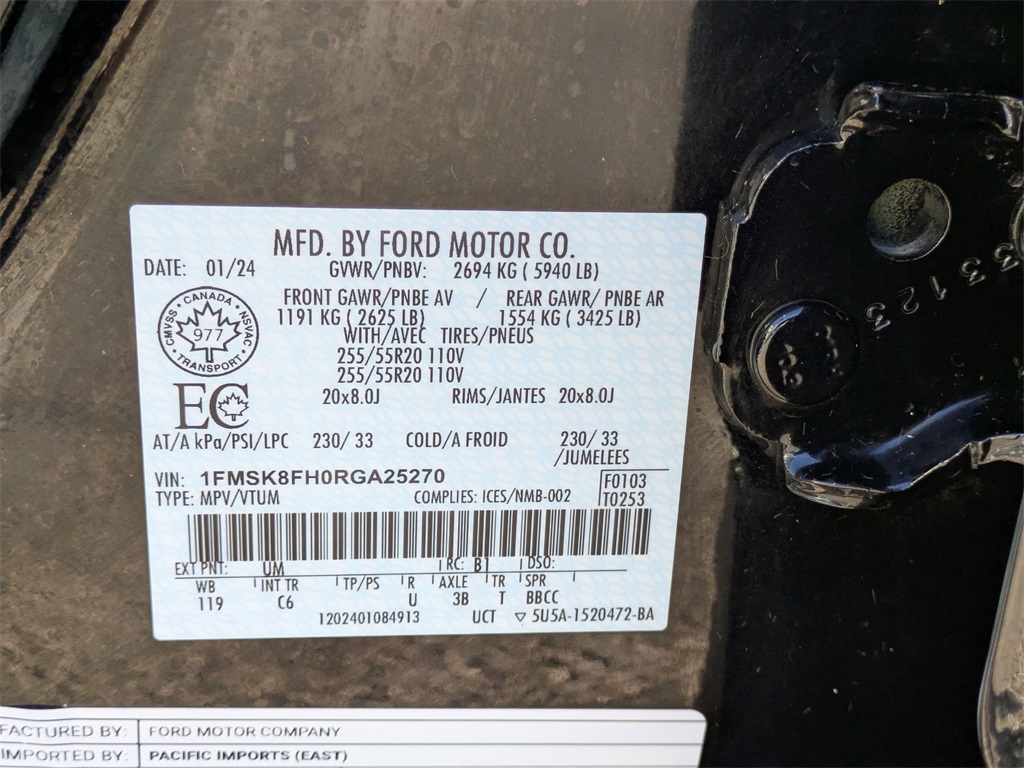 MFD. BY FORD MOTOR CO.
DATE: 01/24 GVWR/PNBV: 2694 KG ( 5940 LB)
FRONT GAWR/PNBE AV / REAR GAWR/ PNBE AR
1191 KG ( 2625 LB) 1554 KG ( 3425 LB)
WITH/AVEC TIRES/PNEUS
255/55R20 110V
255/55R20 110V
20x8.0J RIMS/JANTES 20x8.0J
CANADA
CMVSS 977 NSVAC
TRANSPORT
EC
AT/A kPa/PSI/LPC 230/ 33 COLD/A FROID 230/ 33
/JUMELEES
VIN: 1FMSK8FH0RGA25270 F0103
TYPE: MPV/VTUM COMPLIES: ICES/NMB-002 T0253
EXT PNT: UM RC: B1 DSO:
WB INT TR TP/PS R AXLE TR SPR
119 C6 U 3B T BBCC
1202401084913 UCT ▽ 5U5A-1520472-BA
33123
FACTURED BY: FORD MOTOR COMPANY
IMPORTED BY: PACIFIC IMPORTS (EAST)